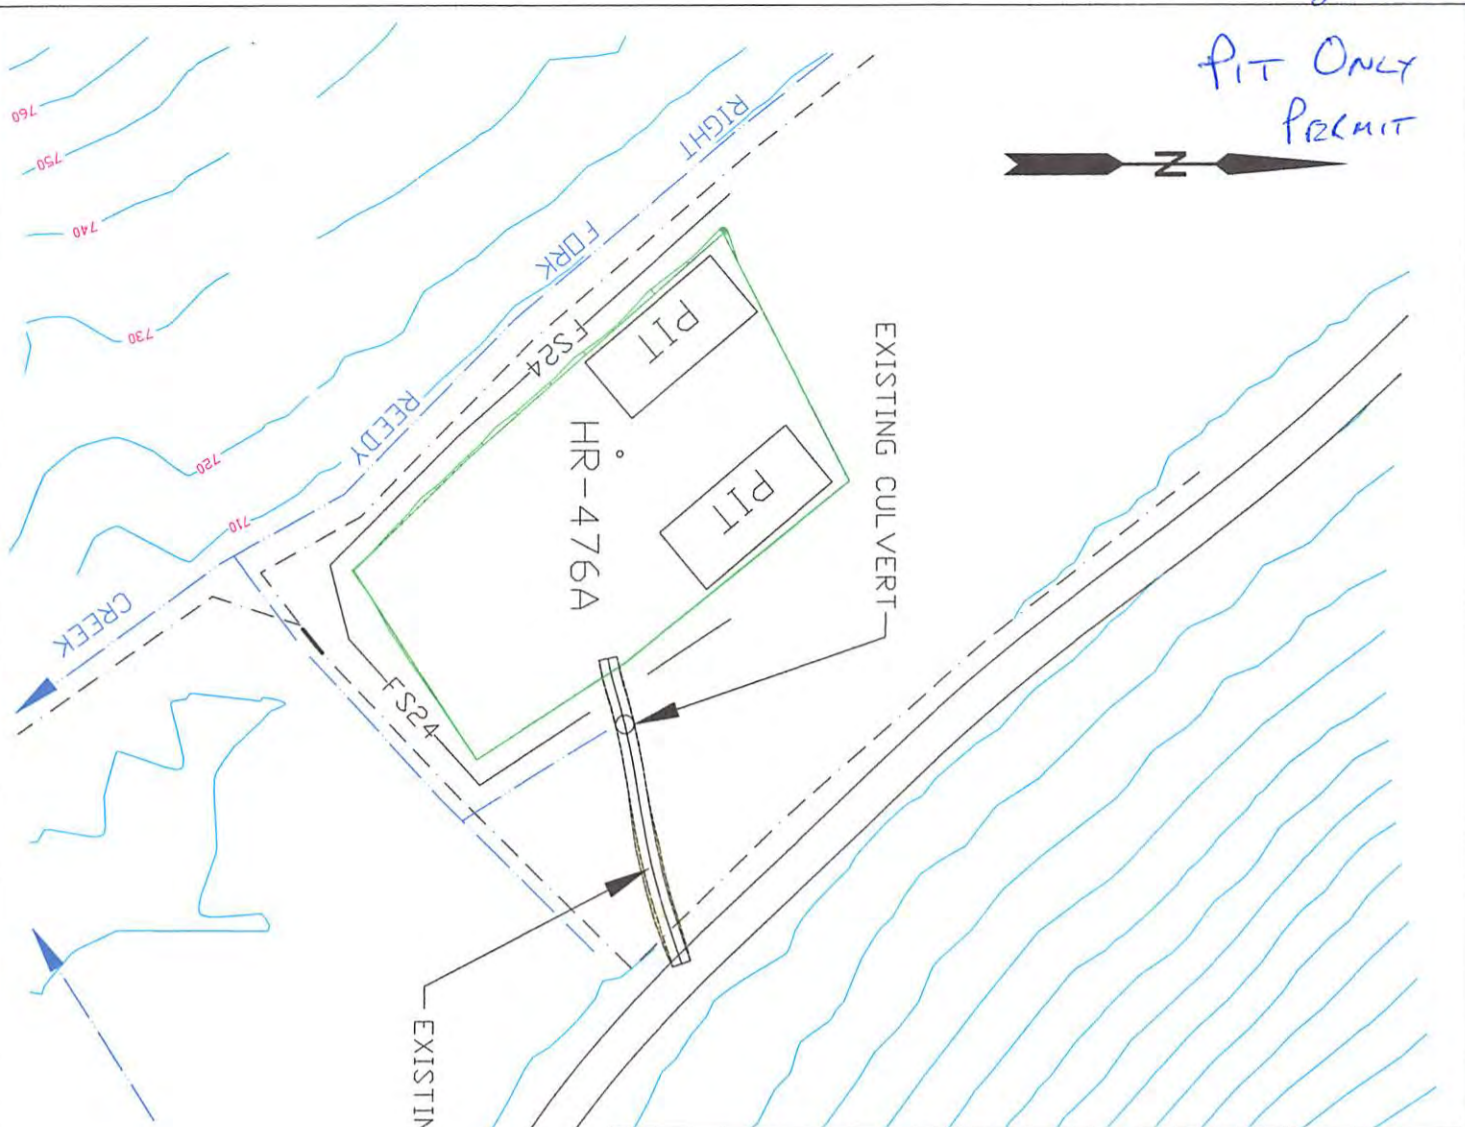 PIT ONLY
PERMIT
N
760
750
740
730
720
710
RIGHT
FORK
REEDY
CREEK
FS24
FS24
PIT
PIT
HR-476A
EXISTING CULVERT
EXISTIN